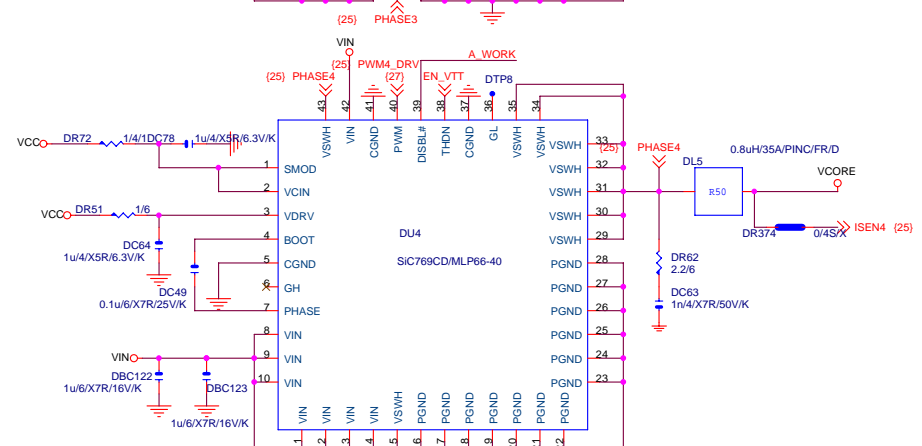 {25} PHASE3
VIN
A_WORK
{25} PWM4_DRV
{25} PHASE4 {27} EN_VTT
DTP8
43 42 41 40 39 38 37 36 35 34
VSWH VIN CGND PWM DISBL# THDN CGND GL VSWH VSWH
VCC DR72 1/4/1 DC78 1u/4/X5R/6.3V/K
1 SMOD
2 VCIN
VCC DR51 1/6
3 VDRV
DC64
1u/4/X5R/6.3V/K
4 BOOT
5 CGND
6 GH
7 PHASE
DC49
0.1u/6/X7R/25V/K
8 VIN
VIN
9 VIN
10 VIN
DBC122
1u/6/X7R/16V/K
DBC123
1u/6/X7R/16V/K
DU4
SiC769CD/MLP66-40
VSWH 33
VSWH 32
VSWH 31
VSWH 30
VSWH 29
PGND 28
PGND 27
PGND 26
PGND 25
PGND 24
PGND 23
VIN VIN VIN VIN VSWH PGND PGND PGND PGND PGND PGND PGND
{25} PHASE4
DL5
0.8uH/35A/PINC/FR/D
R50
VCORE
DR374 0/4S/X
ISEN4 {25}
DR62
2.2/6
DC63
1n/4/X7R/50V/K